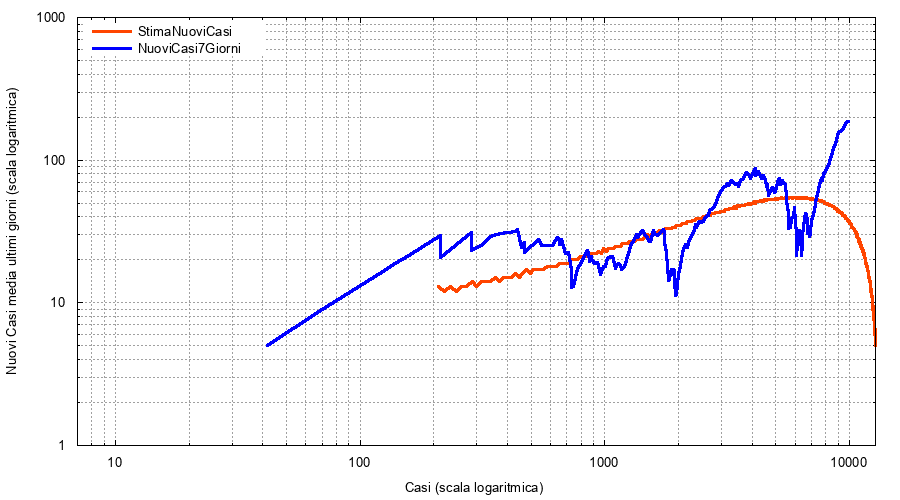 1000
100
10
1
StimaNuoviCasi
NuoviCasi7Giorni
Nuovi Casi media ultimi giorni (scala logaritmica)
10
100
1000
10000
Casi (scala logaritmica)